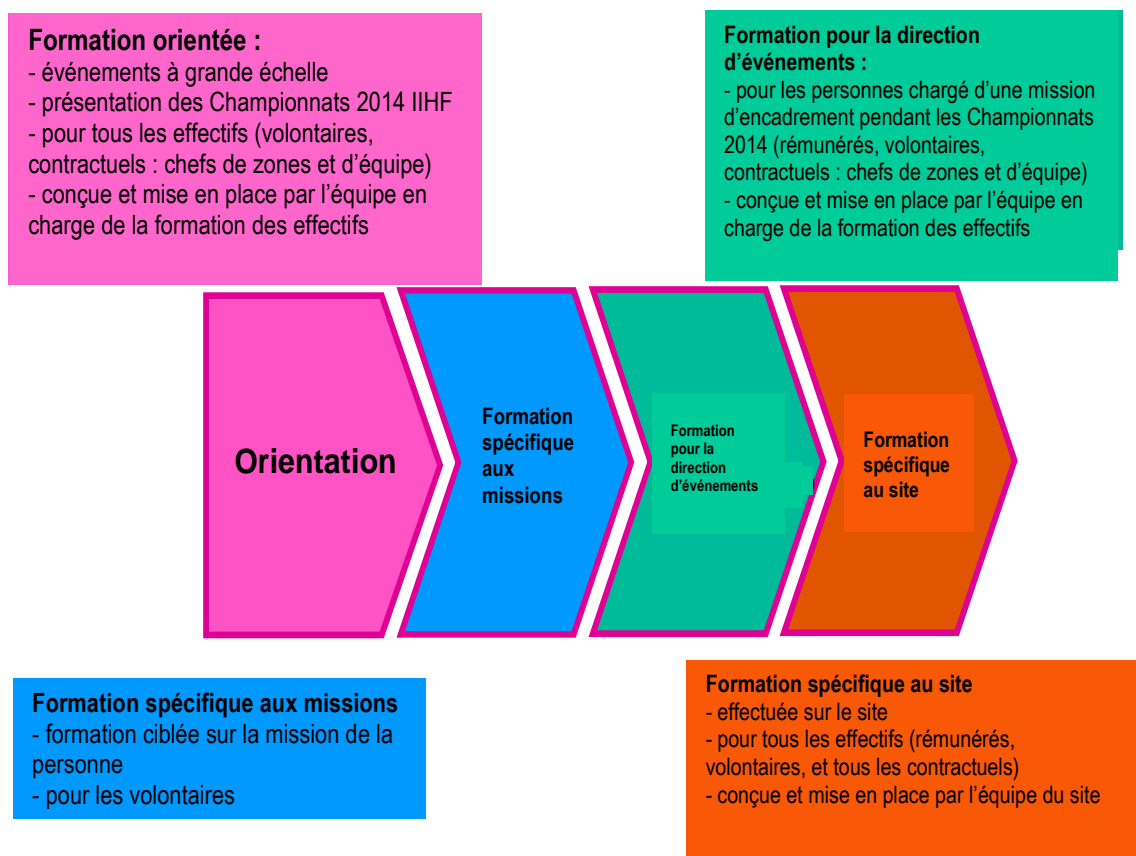 Formation orientée :
- événements à grande échelle
- présentation des Championnats 2014 IIHF
- pour tous les effectifs (volontaires,
contractuels : chefs de zones et d’équipe)
- conçue et mise en place par l’équipe en
charge de la formation des effectifs
Formation pour la direction
d’événements :
- pour les personnes chargé d’une mission
d’encadrement pendant les Championnats
2014 (rémunérés, volontaires,
contractuels : chefs de zones et d’équipe)
- conçue et mise en place par l’équipe en
charge de la formation des effectifs
Orientation
Formation
spécifique
aux
missions
Formation
pour la
direction
d’événements
Formation
spécifique
au site
Formation spécifique aux missions
- formation ciblée sur la mission de la
personne
- pour les volontaires
Formation spécifique au site
- effectuée sur le site
- pour tous les effectifs (rémunérés,
volontaires, et tous les contractuels)
- conçue et mise en place par l’équipe du site